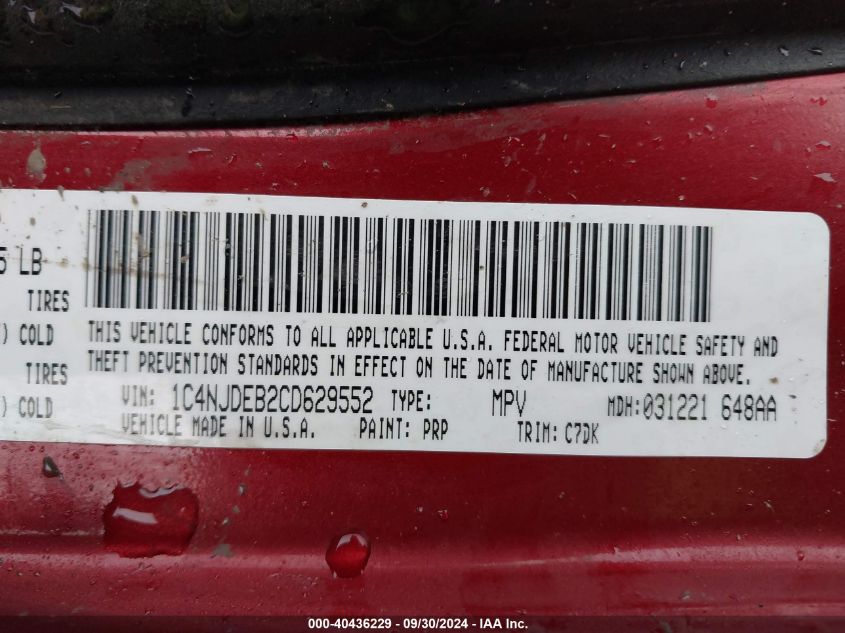 5 LB
TIRES
) COLD
TIRES
) COLD
THIS VEHICLE CONFORMS TO ALL APPLICABLE U.S.A. FEDERAL MOTOR VEHICLE SAFETY AND
THEFT PREVENTION STANDARDS IN EFFECT ON THE DATE OF MANUFACTURE SHOWN ABOVE.
VIN: 1C4NJDEB2CD629552 TYPE: MPV MDH: 031221 648AA
VEHICLE MADE IN U.S.A. PAINT: PRP TRIM: C7DK
000-40436229 - 09/30/2024 - IAA Inc.